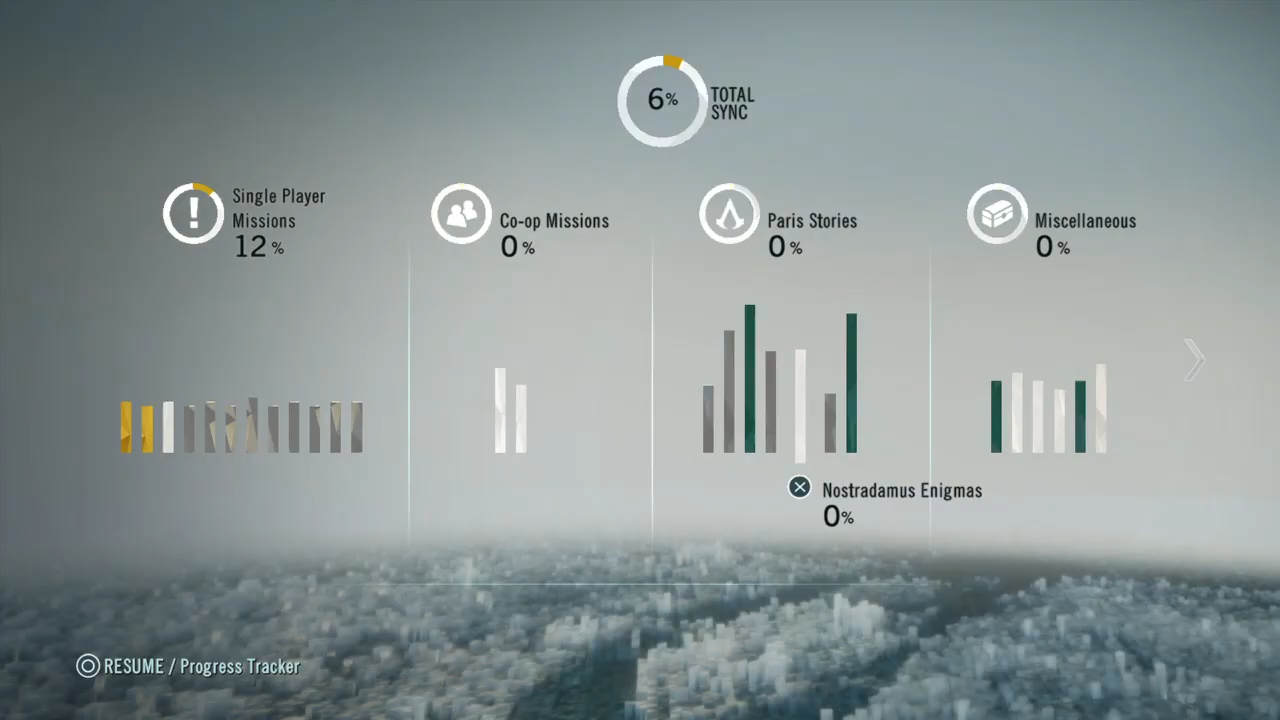 6%
TOTAL
SYNC
Single Player
Missions
12 %
Co-op Missions
0 %
Paris Stories
0 %
Miscellaneous
0 %
Nostradamus Enigmas
0%
RESUME / Progress Tracker